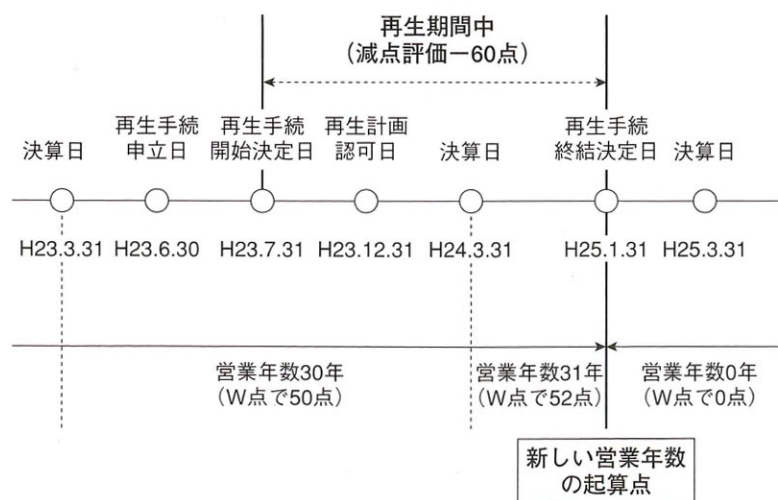 再生期間中
（減点評価ー60点）
決算日
再生手続
申立日
再生手続
開始決定日
再生計画
認可日
決算日
再生手続
終結決定日
決算日
H23.3.31
H23.6.30
H23.7.31
H23.12.31
H24.3.31
H25.1.31
H25.3.31
営業年数30年
（W点で50点）
営業年数31年
（W点で52点）
営業年数0年
（W点で0点）
新しい営業年数
の起算点